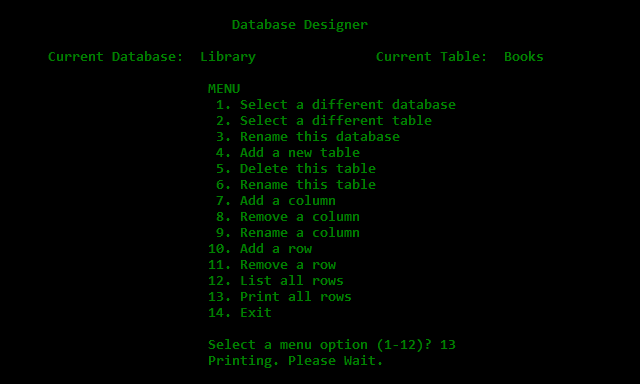 Database Designer
Current Database:  Library               Current Table:  Books
MENU
1. Select a different database
2. Select a different table
3. Rename this database
4. Add a new table
5. Delete this table
6. Rename this table
7. Add a column
8. Remove a column
9. Rename a column
10. Add a row
11. Remove a row
12. List all rows
13. Print all rows
14. Exit
Select a menu option (1-12)? 13
Printing. Please Wait.